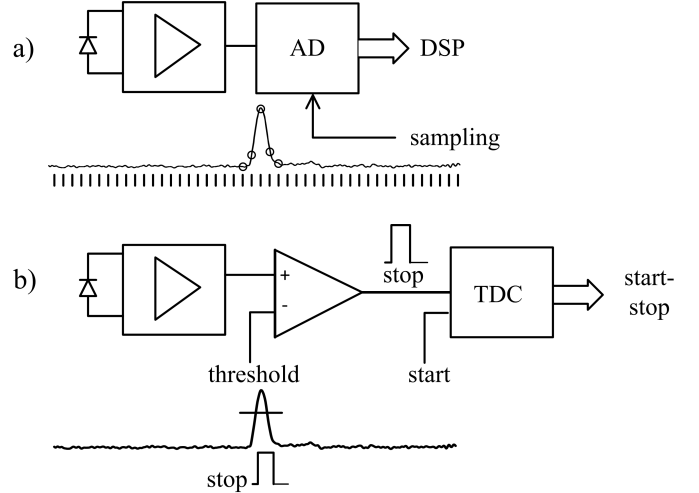 a)
AD
DSP
sampling
b)
+
-
stop
TDC
start-
stop
threshold
start
stop